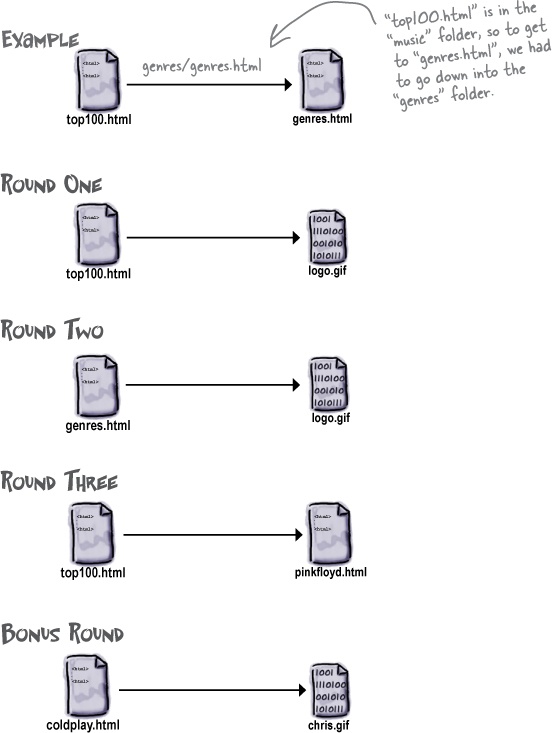 EXAMPLE
"top100.html" is in the
"music" folder, so to get
to "genres.html", we had
to go down into the
"genres" folder.
genres/genres.html
<html>
<html>
<html>
<html>
top100.html
genres.html
ROUND ONE
<html>
<html>
1001
1110100
001010
1010111
top100.html
logo.gif
ROUND TWO
<html>
<html>
1001
1110100
001010
1010111
genres.html
logo.gif
ROUND THREE
<html>
<html>
<html>
<html>
top100.html
pinkfloyd.html
BONUS ROUND
<html>
<html>
1001
1110100
001010
1010111
coldplay.html
chris.gif